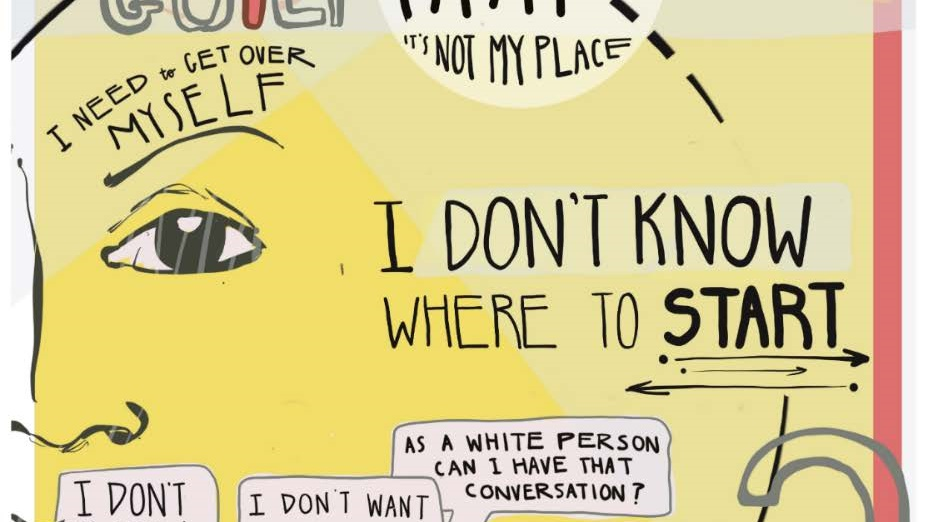 IT'S NOT MY PLACE
I NEED to GET OVER
MYSELF
I DON'T KNOW
WHERE TO START
AS A WHITE PERSON
CAN I HAVE THAT
CONVERSATION?
I DON'T
I DON'T WANT